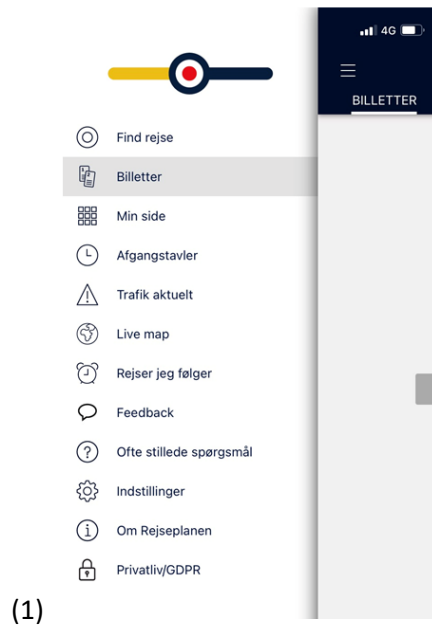 4G
BILLETTER
Find rejse
Billetter
Min side
Afgangstavler
Trafik aktuelt
Live map
Rejser jeg følger
Feedback
Ofte stillede spørgsmål
Indstillinger
Om Rejseplanen
Privatliv/GDPR
(1)